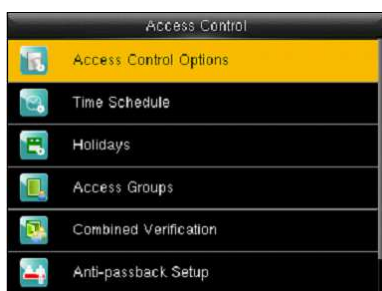 Access Control
Access Control Options
Time Schedule
Holidays
Access Groups
Combined Verification
Anti-passback Setup